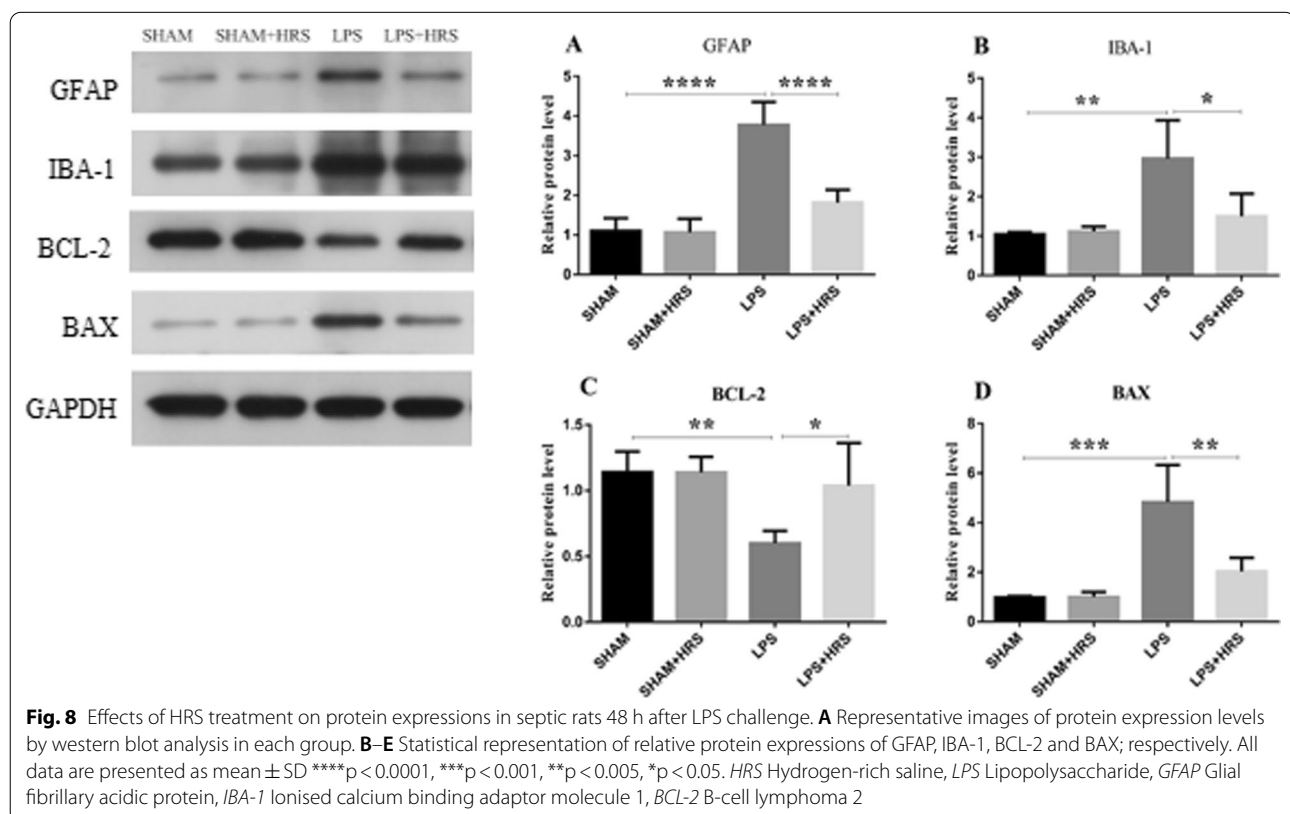 SHAM SHAM+HRS LPS LPS+HRS
GFAP
IBA-1
BCL-2
BAX
GAPDH
A GFAP
Relative protein level
5
4
3
2
1
0
**** ****
SHAM SHAM+HRS LPS LPS+HRS
B IBA-1
Relative protein level
5
4
3
2
1
0
** *
SHAM SHAM+HRS LPS LPS+HRS
C BCL-2
Relative protein level
1.5
1.0
0.5
0.0
** *
SHAM SHAM+HRS LPS LPS+HRS
D BAX
Relative protein level
8
6
4
2
0
*** **
SHAM SHAM+HRS LPS LPS+HRS
Fig. 8 Effects of HRS treatment on protein expressions in septic rats 48 h after LPS challenge. A Representative images of protein expression levels
by western blot analysis in each group. B–E Statistical representation of relative protein expressions of GFAP, IBA-1, BCL-2 and BAX; respectively. All
data are presented as mean ± SD ****p < 0.0001, ***p < 0.001, **p < 0.005, *p < 0.05. HRS Hydrogen-rich saline, LPS Lipopolysaccharide, GFAP Glial
fibrillary acidic protein, IBA-1 Ionised calcium binding adaptor molecule 1, BCL-2 B-cell lymphoma 2